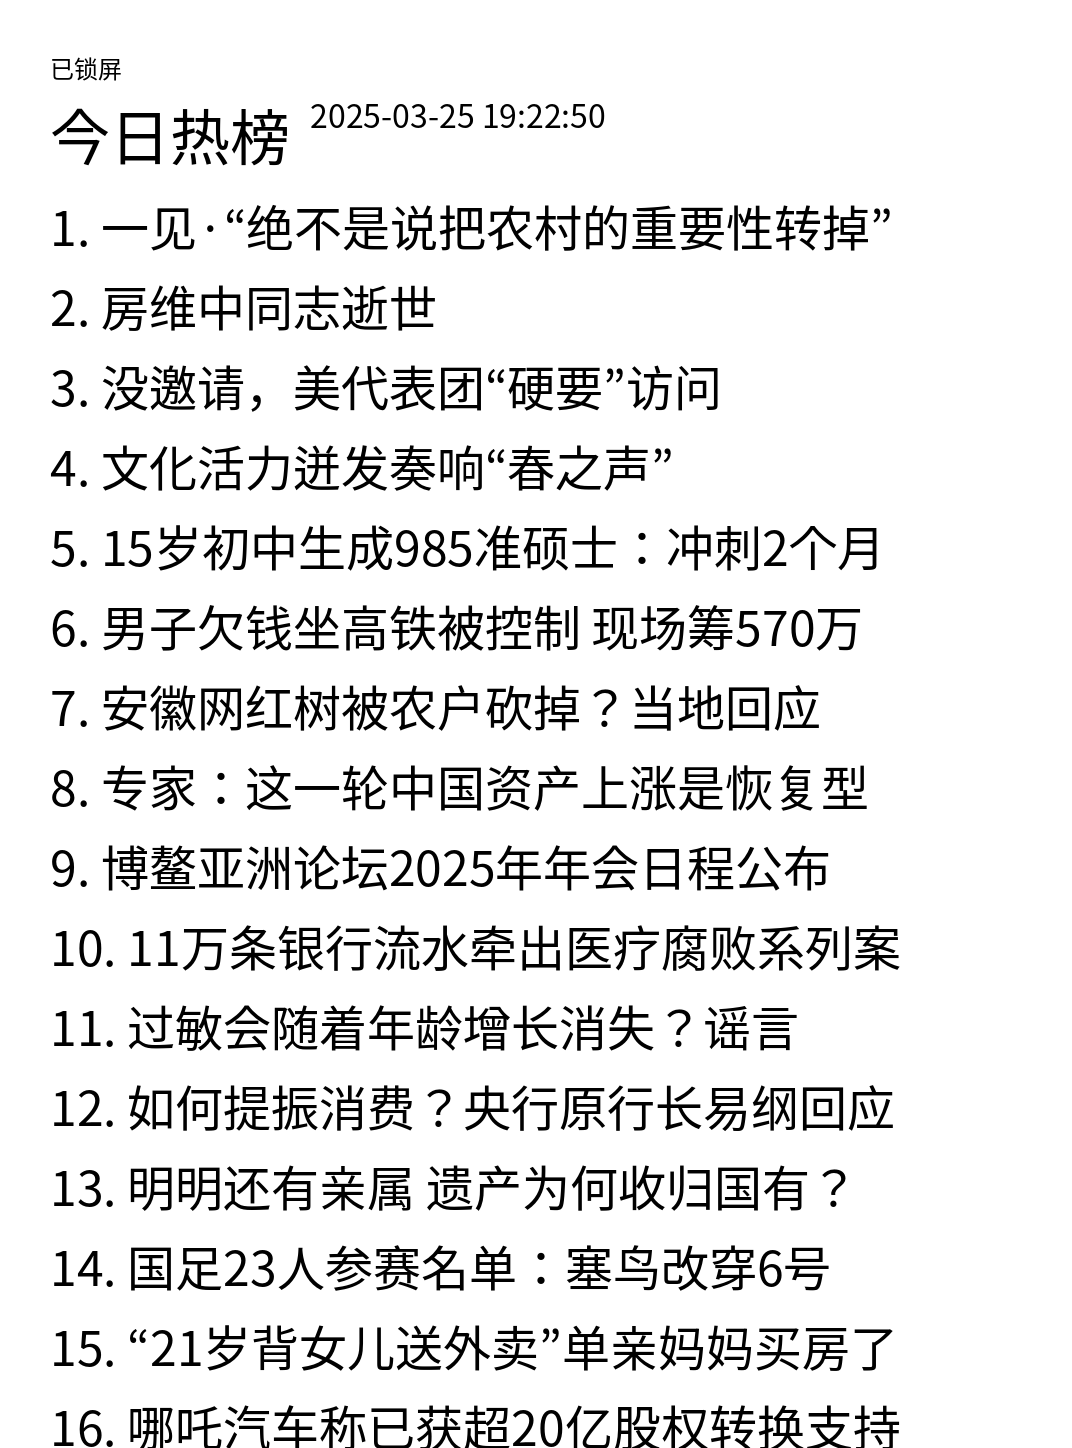 已锁屏
今日热榜 2025-03-25 19:22:50
1. 一见·“绝不是说把农村的重要性转掉”
2. 房维中同志逝世
3. 没邀请，美代表团“硬要”访问
4. 文化活力迸发奏响“春之声”
5. 15岁初中生成985准硕士：冲刺2个月
6. 男子欠钱坐高铁被控制 现场筹570万
7. 安徽网红树被农户砍掉？当地回应
8. 专家：这一轮中国资产上涨是恢复型
9. 博鳌亚洲论坛2025年年会日程公布
10. 11万条银行流水牵出医疗腐败系列案
11. 过敏会随着年龄增长消失？谣言
12. 如何提振消费？央行原行长易纲回应
13. 明明还有亲属 遗产为何收归国有？
14. 国足23人参赛名单：塞鸟改穿6号
15. “21岁背女儿送外卖”单亲妈妈买房了
16. 哪吒汽车称已获超20亿股权转换支持